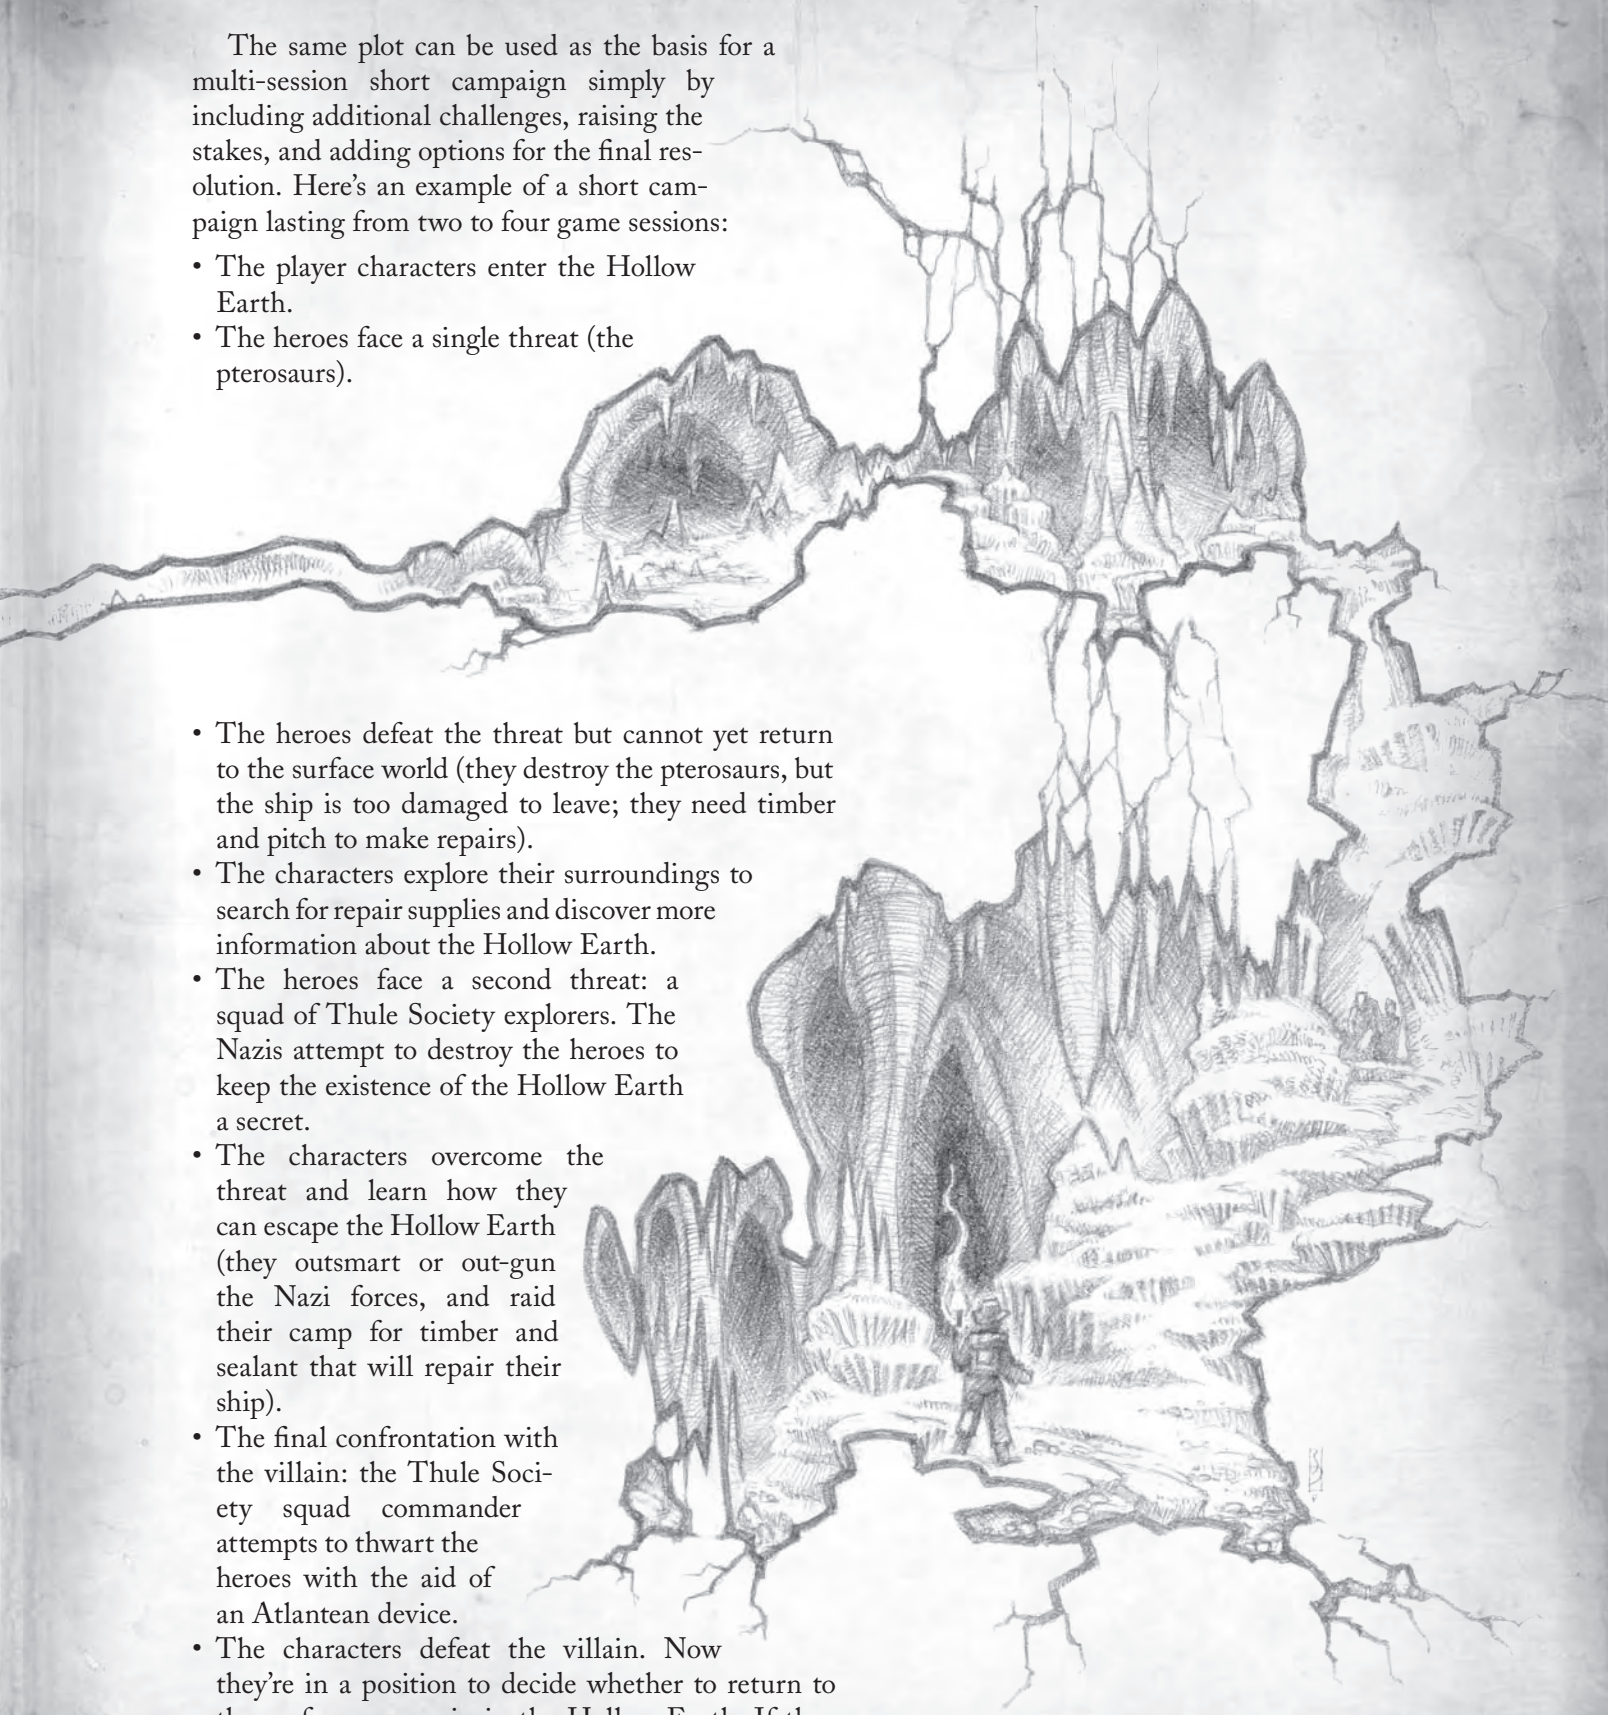 The same plot can be used as the basis for a
multi-session short campaign simply by
including additional challenges, raising the
stakes, and adding options for the final res-
olution. Here's an example of a short cam-
paign lasting from two to four game sessions:
• The player characters enter the Hollow
Earth.
• The heroes face a single threat (the
pterosaurs).
• The heroes defeat the threat but cannot yet return
to the surface world (they destroy the pterosaurs, but
the ship is too damaged to leave; they need timber
and pitch to make repairs).
• The characters explore their surroundings to
search for repair supplies and discover more
information about the Hollow Earth.
• The heroes face a second threat: a
squad of Thule Society explorers. The
Nazis attempt to destroy the heroes to
keep the existence of the Hollow Earth
a secret.
• The characters overcome the
threat and learn how they
can escape the Hollow Earth
(they outsmart or out-gun
the Nazi forces, and raid
their camp for timber and
sealant that will repair their
ship).
• The final confrontation with
the villain: the Thule Soci-
ety squad commander
attempts to thwart the
heroes with the aid of
an Atlantean device.
• The characters defeat the villain. Now
they're in a position to decide whether to return to